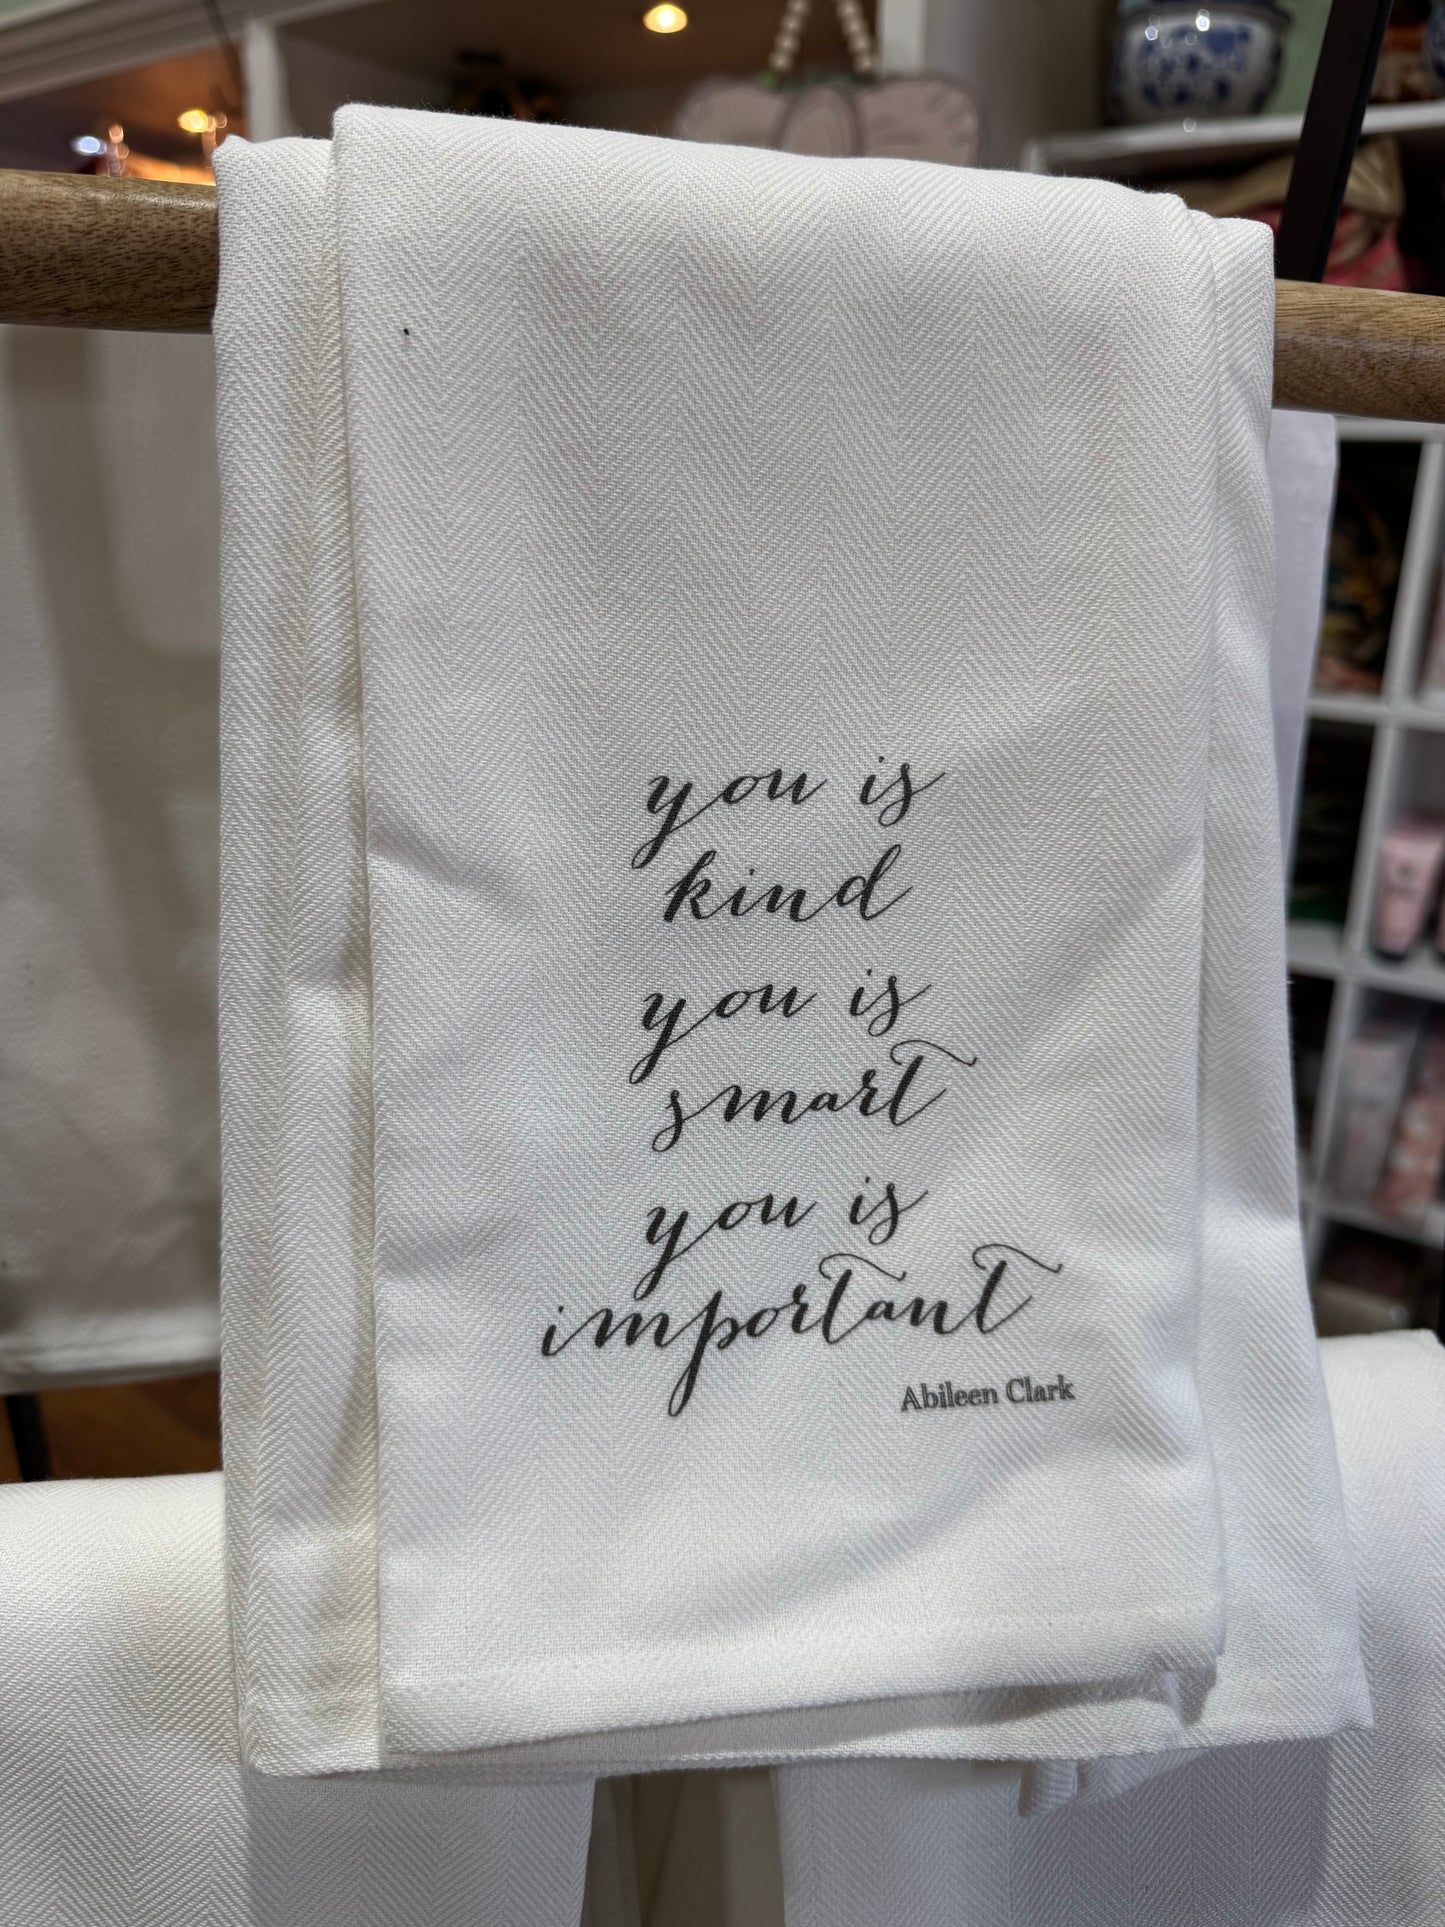 you is
kind
you is
smart
you is
important
Abileen Clark